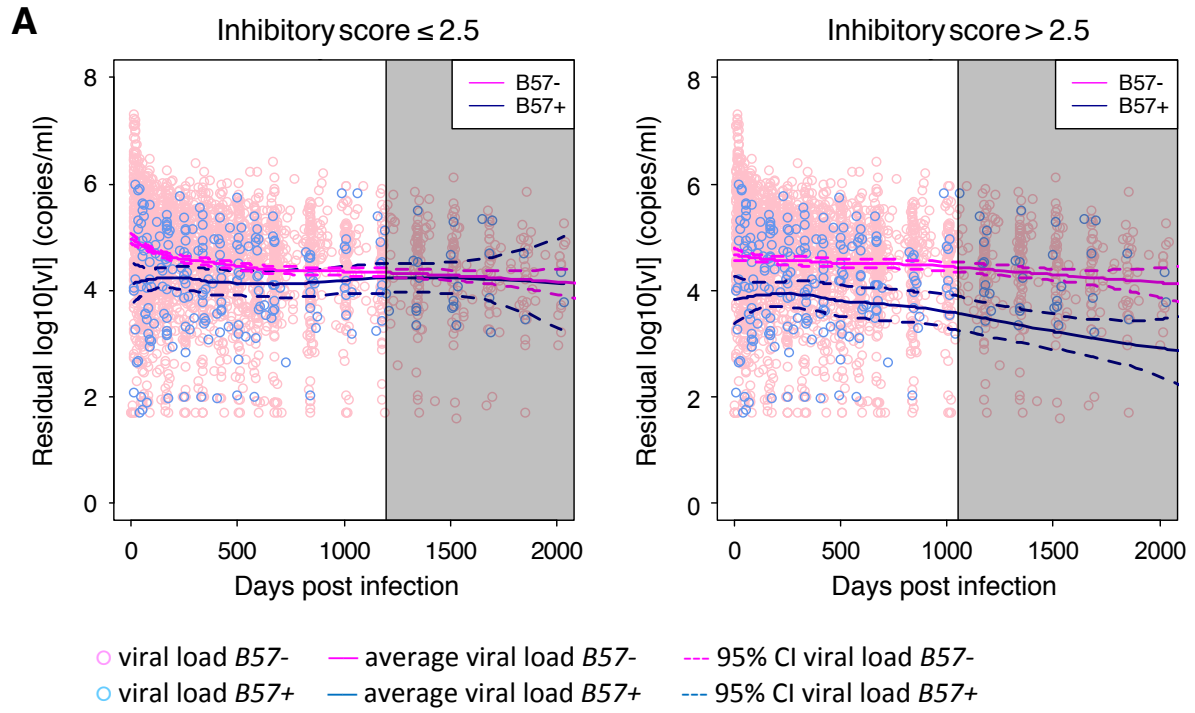 A
Inhibitory score ≤ 2.5
Inhibitory score > 2.5
B57-
B57+
B57-
B57+
Residual log10[vl] (copies/ml)
8
6
4
2
0
0 500 1000 1500 2000
Days post infection
Residual log10[vl] (copies/ml)
8
6
4
2
0
0 500 1000 1500 2000
Days post infection
viral load B57- average viral load B57- 95% CI viral load B57-
viral load B57+ average viral load B57+ 95% CI viral load B57+